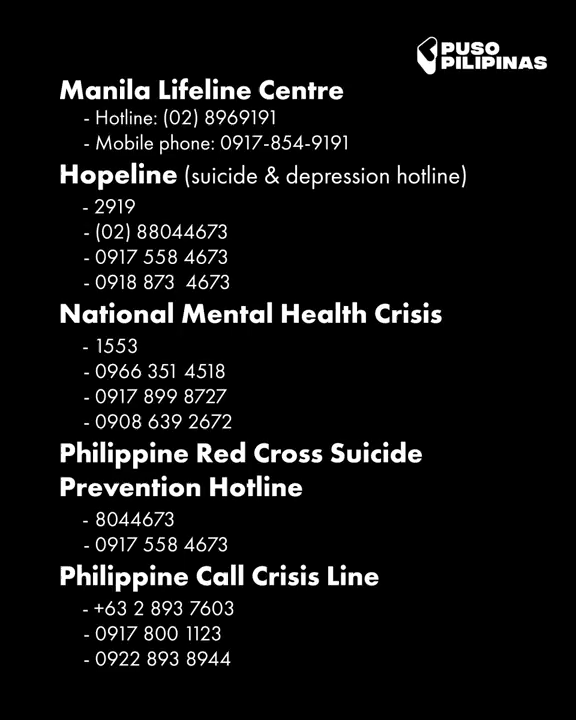 PUSO
PILIPINAS
Manila Lifeline Centre
- Hotline: (02) 8969191
- Mobile phone: 0917-854-9191
Hopeline (suicide & depression hotline)
- 2919
- (02) 88044673
- 0917 558 4673
- 0918 873 4673
National Mental Health Crisis
- 1553
- 0966 351 4518
- 0917 899 8727
- 0908 639 2672
Philippine Red Cross Suicide
Prevention Hotline
- 8044673
- 0917 558 4673
Philippine Call Crisis Line
- +63 2 893 7603
- 0917 800 1123
- 0922 893 8944